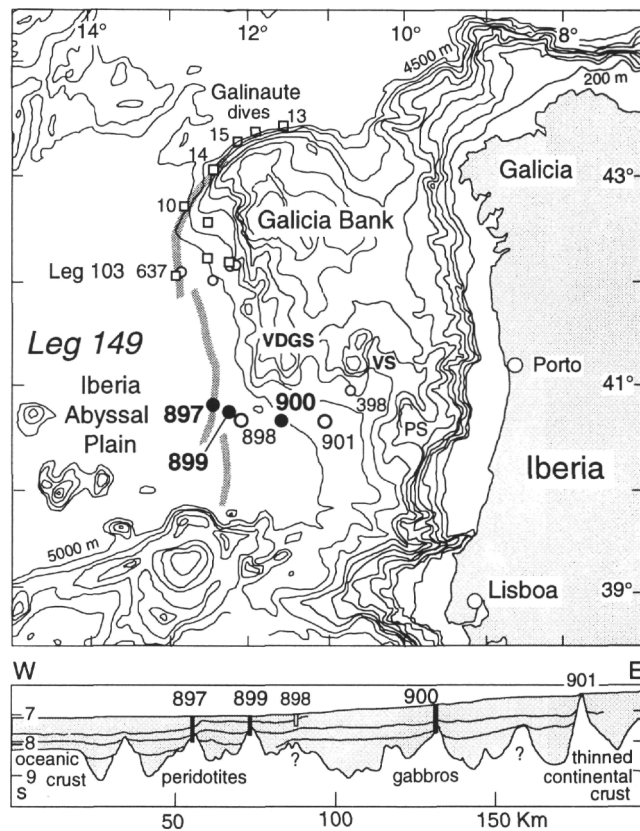 14° 12° 10° 8°
4500 m
200 m
Galinaute
dives
13
15
14
43°
Galicia
10
Galicia Bank
Leg 103 637
Leg 149
VDGS
VS
Porto
Iberia
Abyssal
Plain
41°
897
900
398
899
898
901
PS
Iberia
5000 m
Lisboa
39°
W E
901
897 899 898 900
7
8
9
s
oceanic
crust
peridotites
?
gabbros
?
thinned
continental
crust
50 100 150 Km